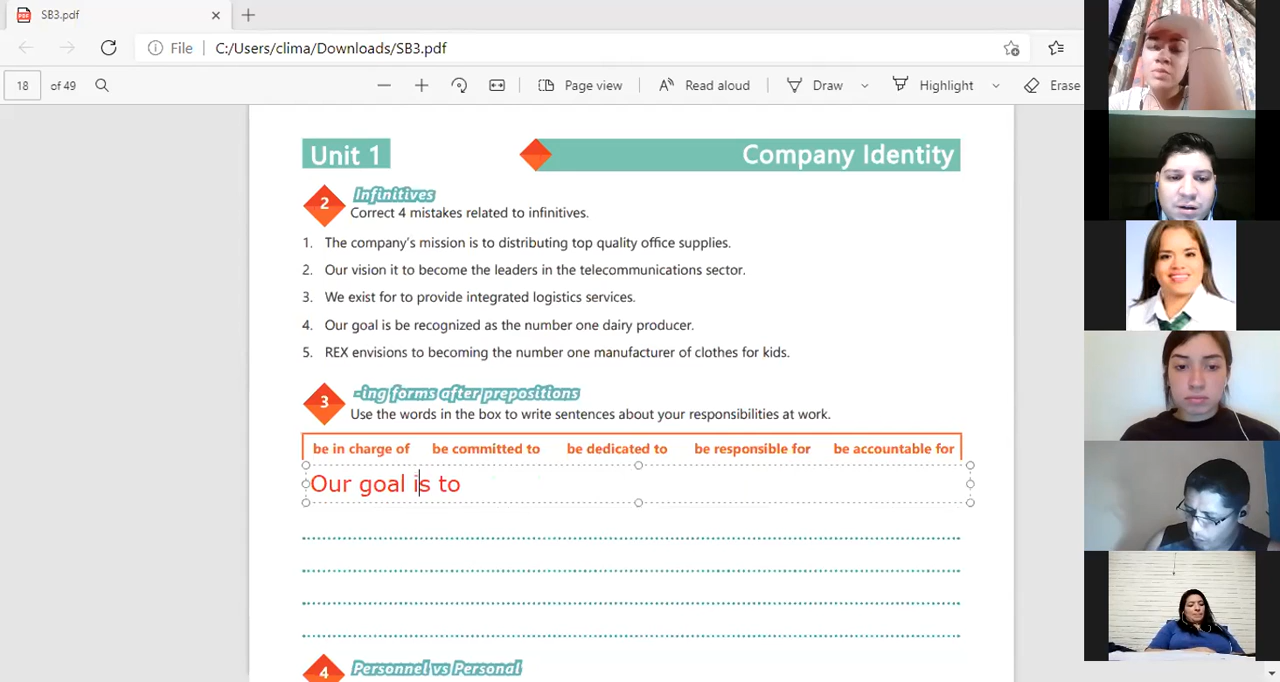 SB3.pdf
File C:/Users/clima/Downloads/SB3.pdf
18 of 49 Page view Read aloud Draw Highlight Erase
Unit 1 Company Identity
2 Infinitives
Correct 4 mistakes related to infinitives.
1. The company's mission is to distributing top quality office supplies.
2. Our vision it to become the leaders in the telecommunications sector.
3. We exist for to provide integrated logistics services.
4. Our goal is be recognized as the number one dairy producer.
5. REX envisions to becoming the number one manufacturer of clothes for kids.
3 -ing forms after prepositions
Use the words in the box to write sentences about your responsibilities at work.
be in charge of be committed to be dedicated to be responsible for be accountable for
Our goal is to
4 Personnel vs Personal